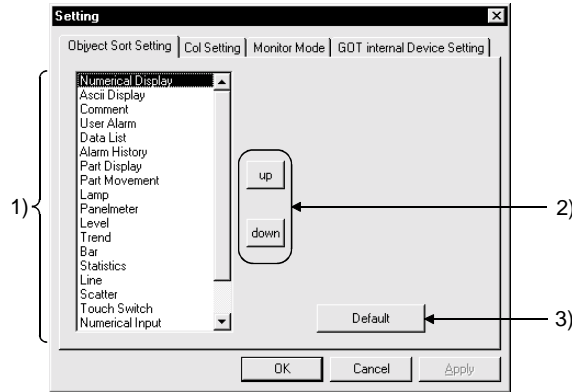 Setting
Objyect Sort Setting
Col Setting
Monitor Mode
GOT internal Device Setting
1)
Numerical Display
Ascii Display
Comment
User Alarm
Data List
Alarm History
Part Display
Part Movement
Lamp
Panelmeter
Level
Trend
Bar
Statistics
Line
Scatter
Touch Switch
Numerical Input
up
down
2)
Default
3)
OK
Cancel
Apply